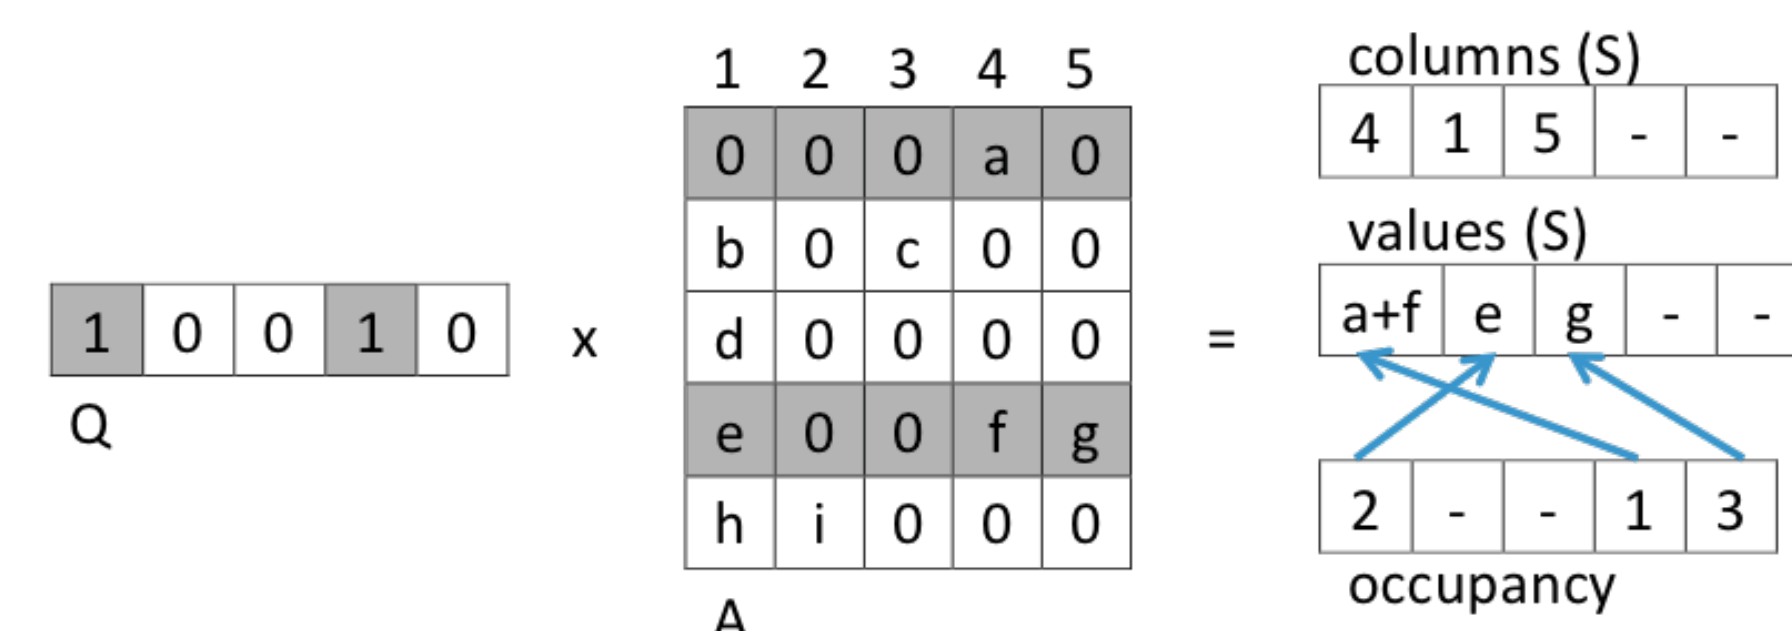 columns (S)
1 2 3 4 5
4 1 5 - -
0 0 0 a 0
values (S)
b 0 c 0 0
a+f e g - -
1 0 0 1 0 x d 0 0 0 0 =
Q
e 0 0 f g
2 - - 1 3
h i 0 0 0
occupancy
A